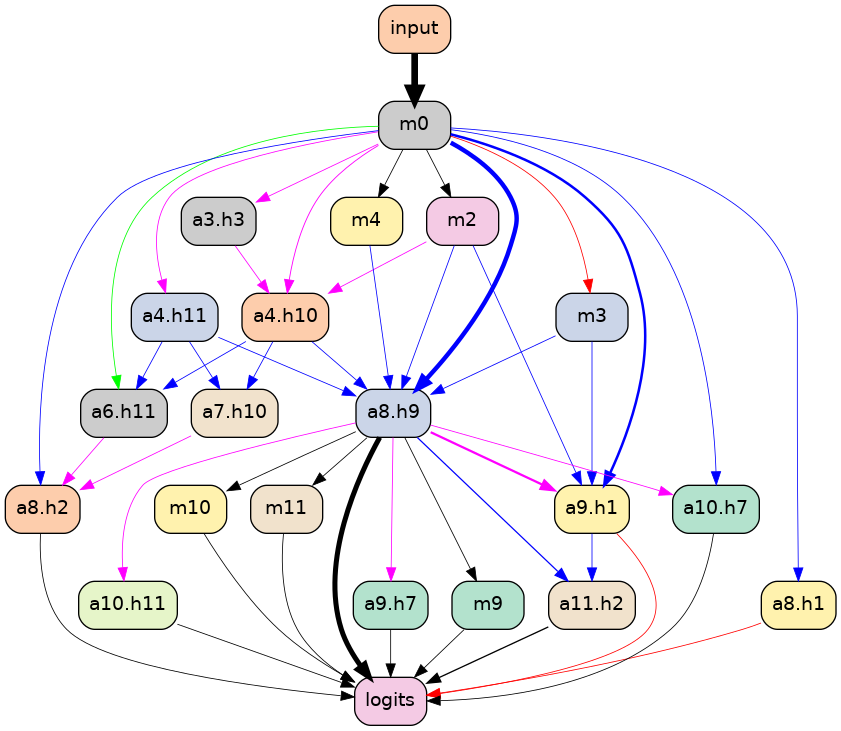 input
m0
a3.h3
m4
m2
a4.h11
a4.h10
m3
a6.h11
a7.h10
a8.h9
a8.h2
m10
m11
a9.h1
a10.h7
a10.h11
a9.h7
m9
a11.h2
a8.h1
logits